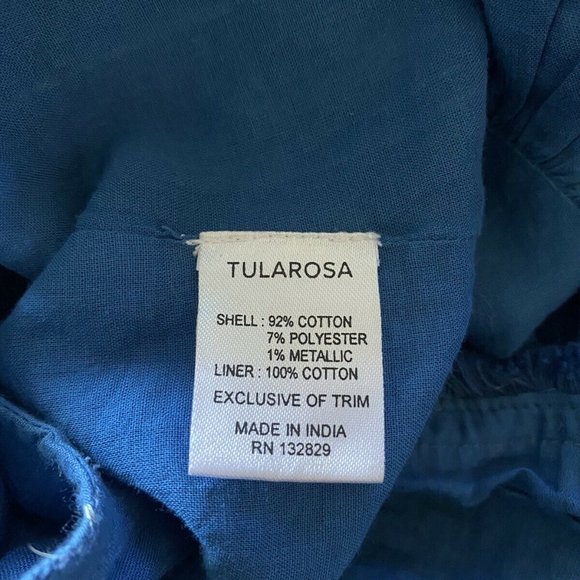 TULAROSA
SHELL : 92% COTTON
7% POLYESTER
1% METALLIC
LINER : 100% COTTON
EXCLUSIVE OF TRIM
MADE IN INDIA
RN 132829